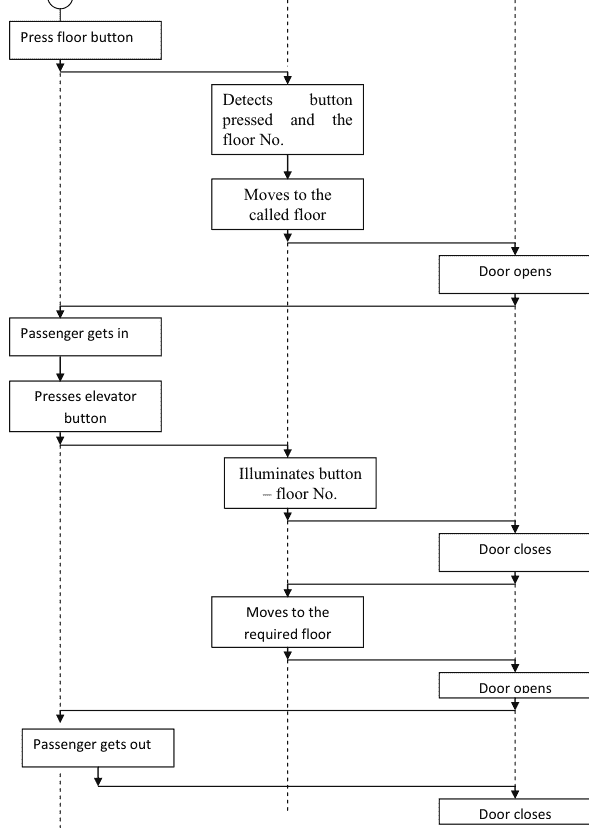 Press floor button
Detects button
pressed and the
floor No.
Moves to the
called floor
Door opens
Passenger gets in
Presses elevator
button
Illuminates button
– floor No.
Door closes
Moves to the
required floor
Door opens
Passenger gets out
Door closes